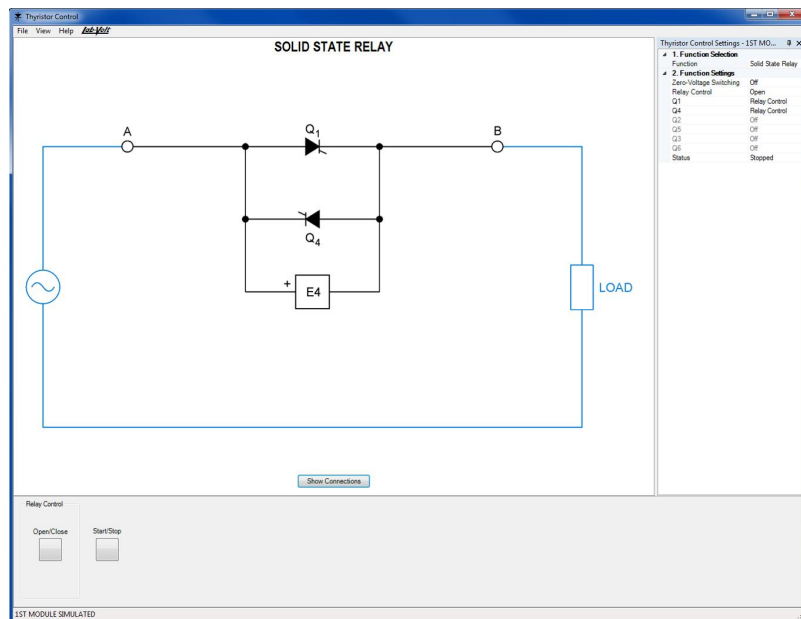 Thyristor Control
File View Help Lab-Volt
SOLID STATE RELAY
A
Q1
B
Q4
+
E4
LOAD
Show Connections
Thyristor Control Settings - 1ST MO...
1. Function Selection
Function Solid State Relay
2. Function Settings
Zero-Voltage Switching Off
Relay Control Open
Q1 Relay Control
Q4 Relay Control
Q2 Off
Q5 Off
Q3 Off
Q6 Off
Status Stopped
Relay Control
Open/Close Start/Stop
1ST MODULE SIMULATED